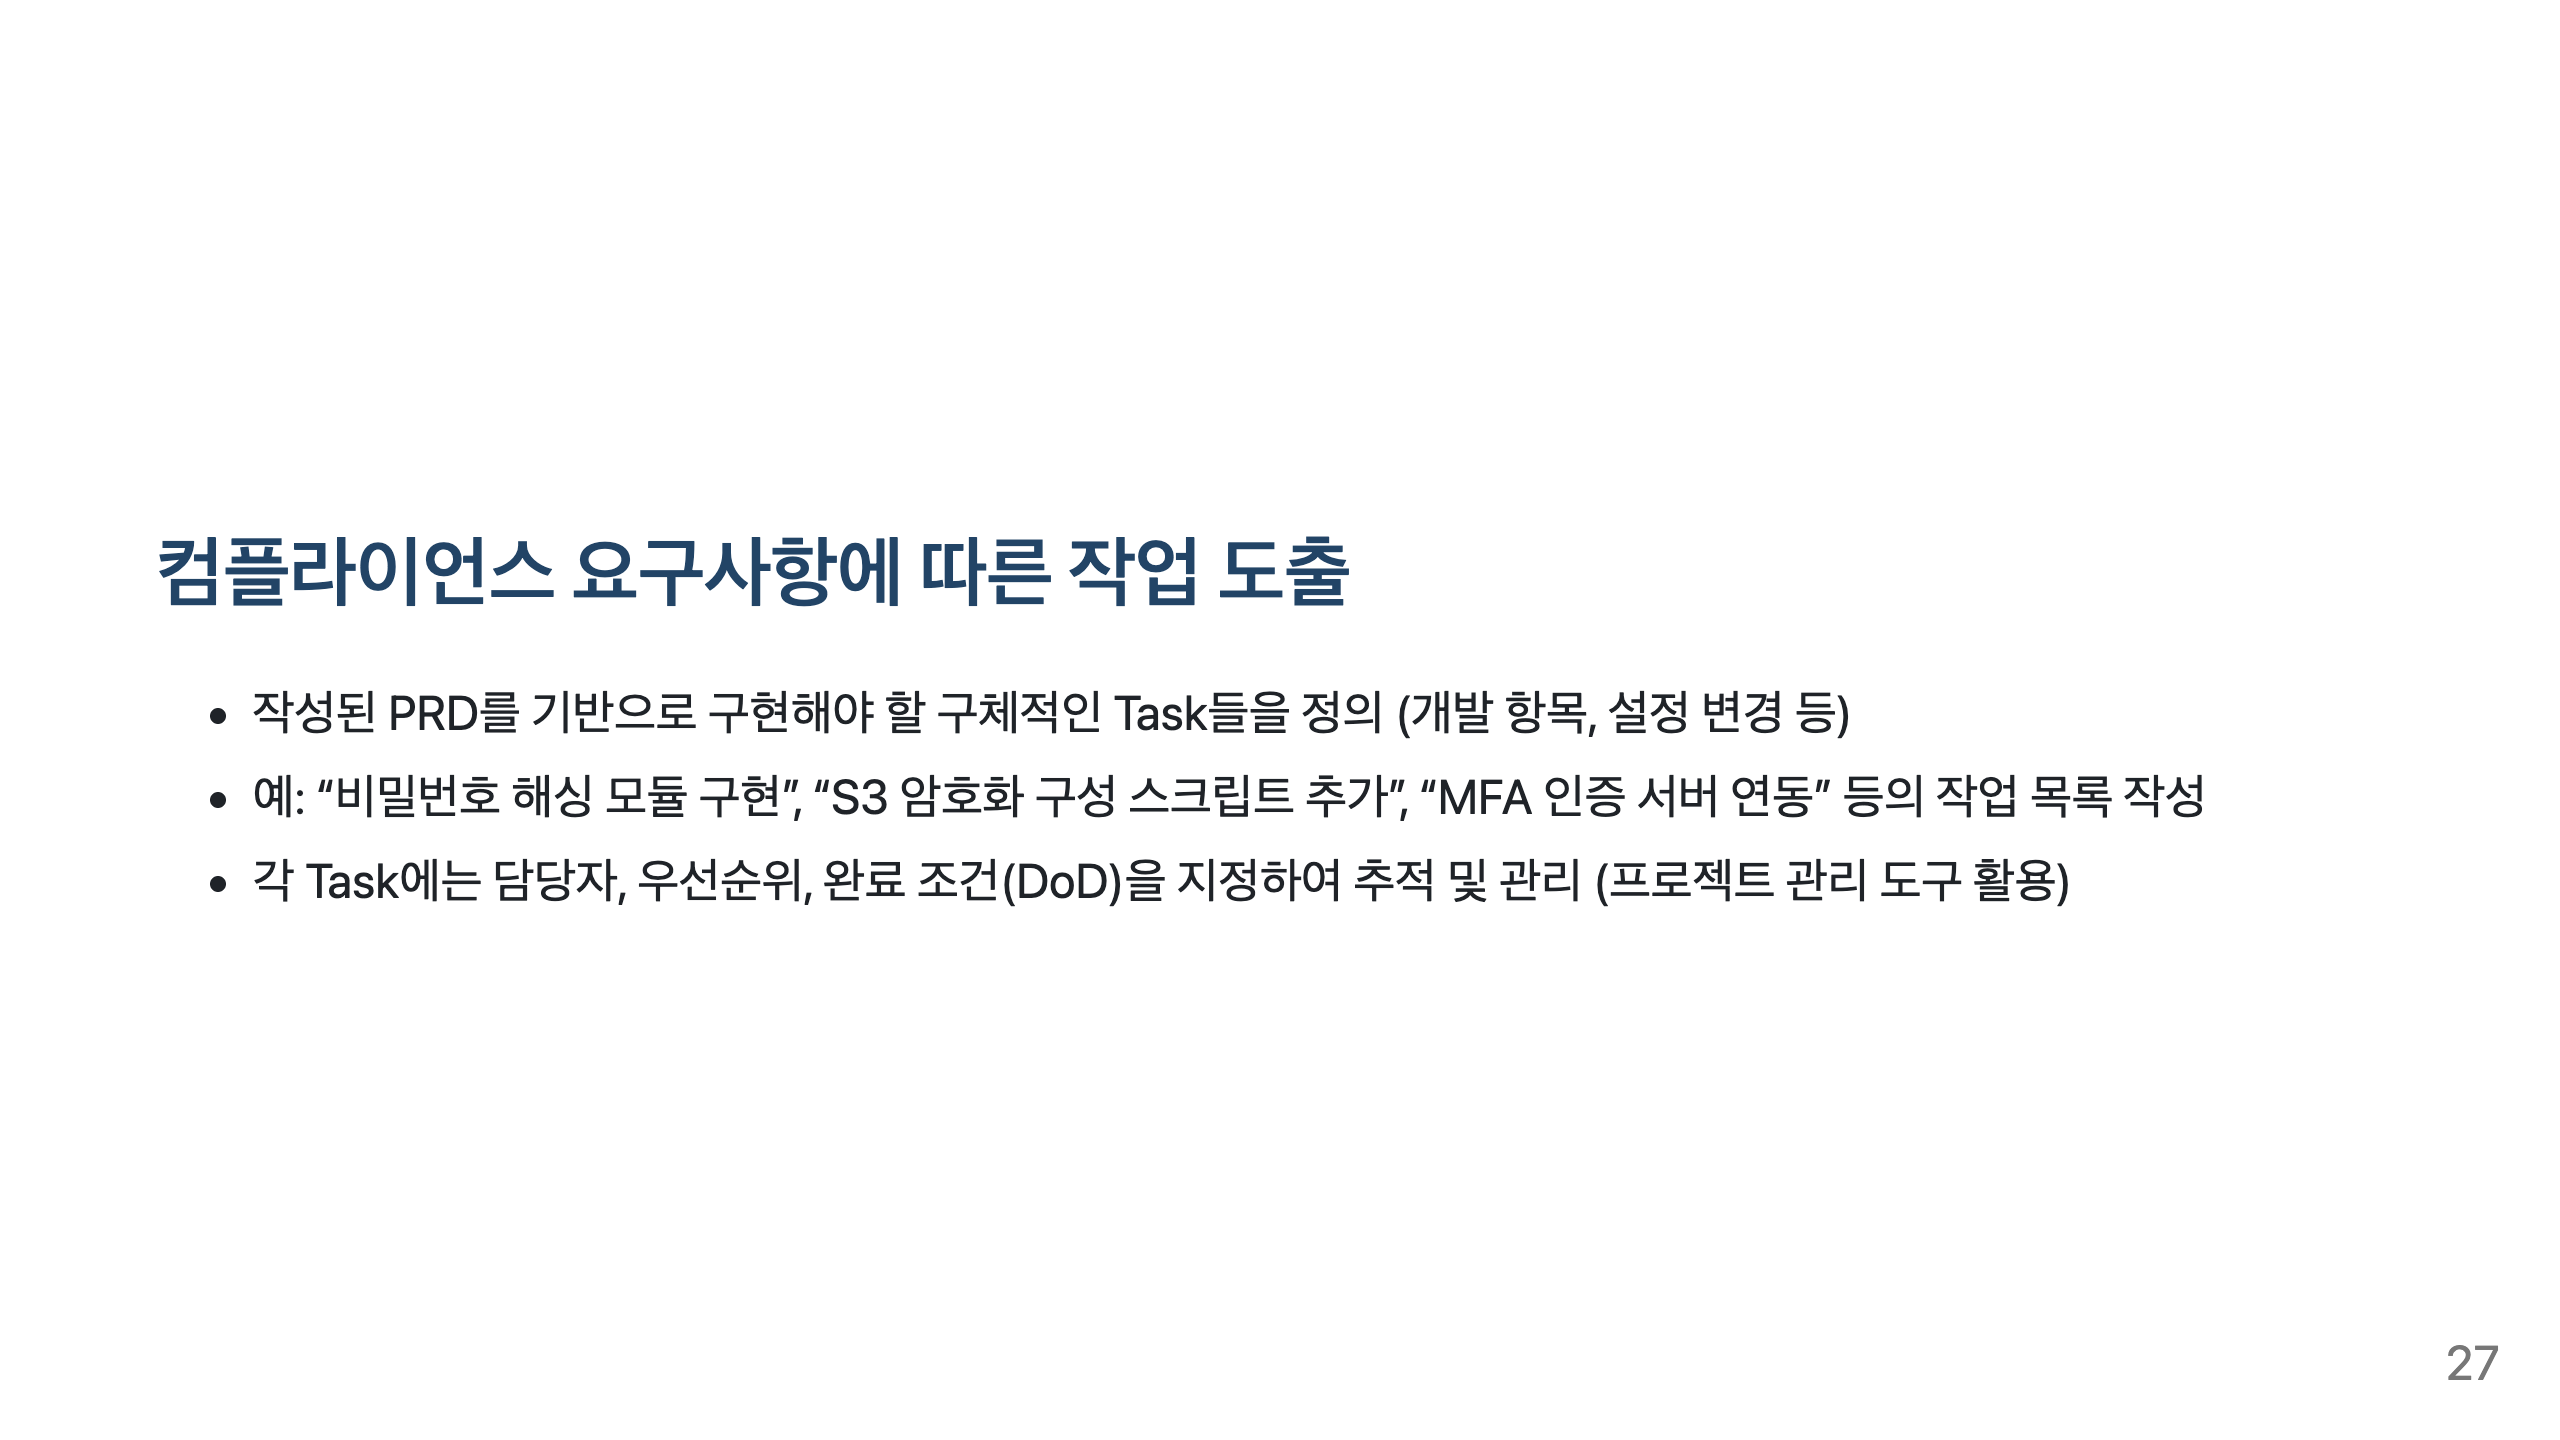 컴플라이언스 요구사항에 따른 작업 도출
• 작성된 PRD를 기반으로 구현해야 할 구체적인 Task들을 정의 (개발 항목, 설정 변경 등)
• 예: “비밀번호 해싱 모듈 구현”, “S3 암호화 구성 스크립트 추가”, “MFA 인증 서버 연동” 등의 작업 목록 작성
• 각 Task에는 담당자, 우선순위, 완료 조건(DoD)을 지정하여 추적 및 관리 (프로젝트 관리 도구 활용)
27